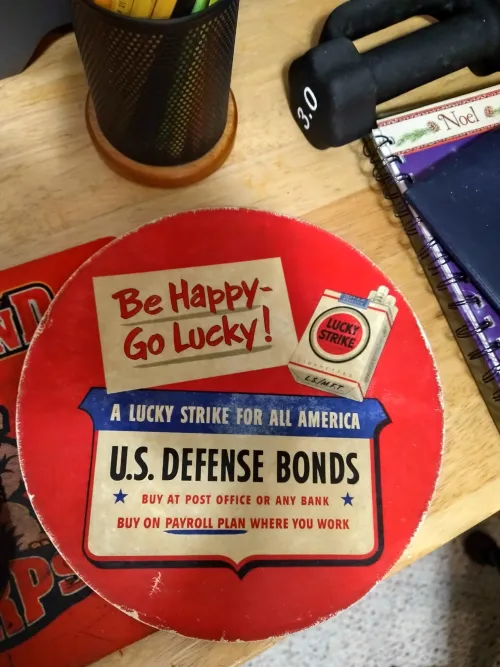 3.0
Noel
Be Happy-
Go Lucky!
LUCKY
STRIKE
L.S./M.F.T.
A LUCKY STRIKE FOR ALL AMERICA
U.S. DEFENSE BONDS
BUY AT POST OFFICE OR ANY BANK
BUY ON PAYROLL PLAN WHERE YOU WORK